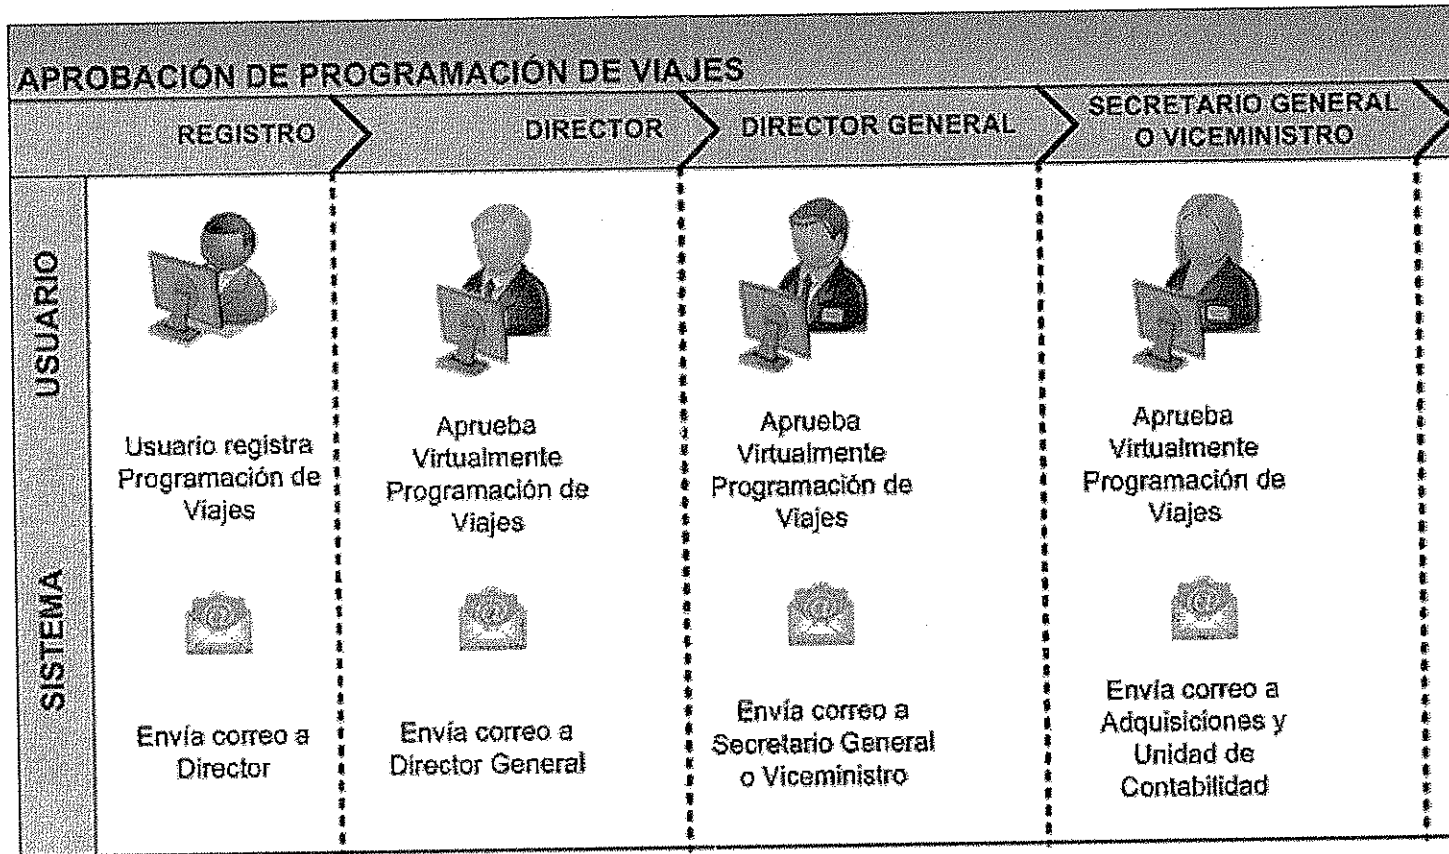 APROBACIÓN DE PROGRAMACIÓN DE VIAJES
REGISTRO
DIRECTOR
DIRECTOR GENERAL
SECRETARIO GENERAL
O VICEMINISTRO
USUARIO
Usuario registra
Programación de
Viajes
Aprueba
Virtualmente
Programación de
Viajes
Aprueba
Virtualmente
Programación de
Viajes
Aprueba
Virtualmente
Programación de
Viajes
SISTEMA
@
@
@
@
Envía correo a
Director
Envía correo a
Director General
Envía correo a
Secretario General
o Viceministro
Envía correo a
Adquisiciones y
Unidad de
Contabilidad